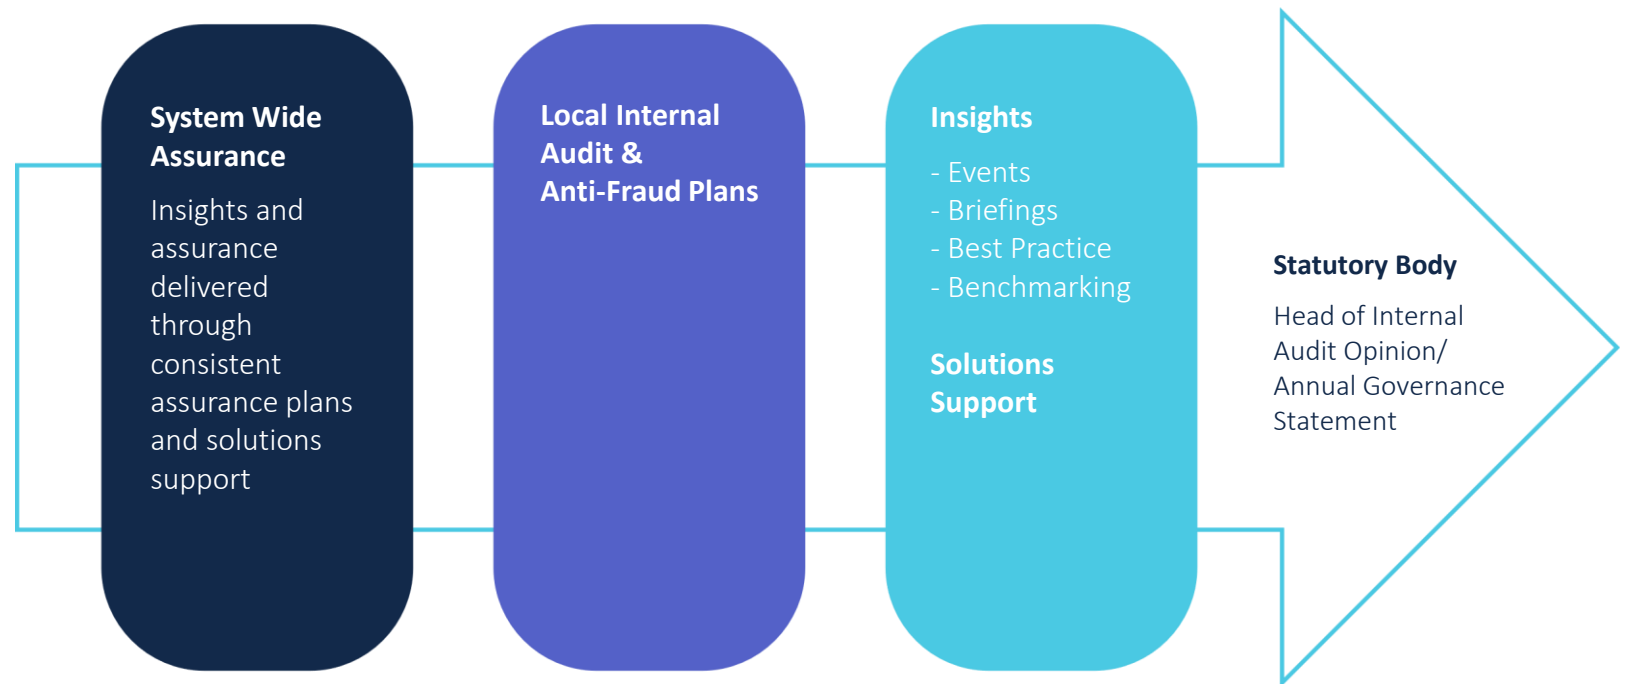 System Wide
Assurance
Insights and
assurance
delivered
through
consistent
assurance plans
and solutions
support
Local Internal
Audit &
Anti-Fraud Plans
Insights
- Events
- Briefings
- Best Practice
- Benchmarking
Solutions
Support
Statutory Body
Head of Internal
Audit Opinion/
Annual Governance
Statement